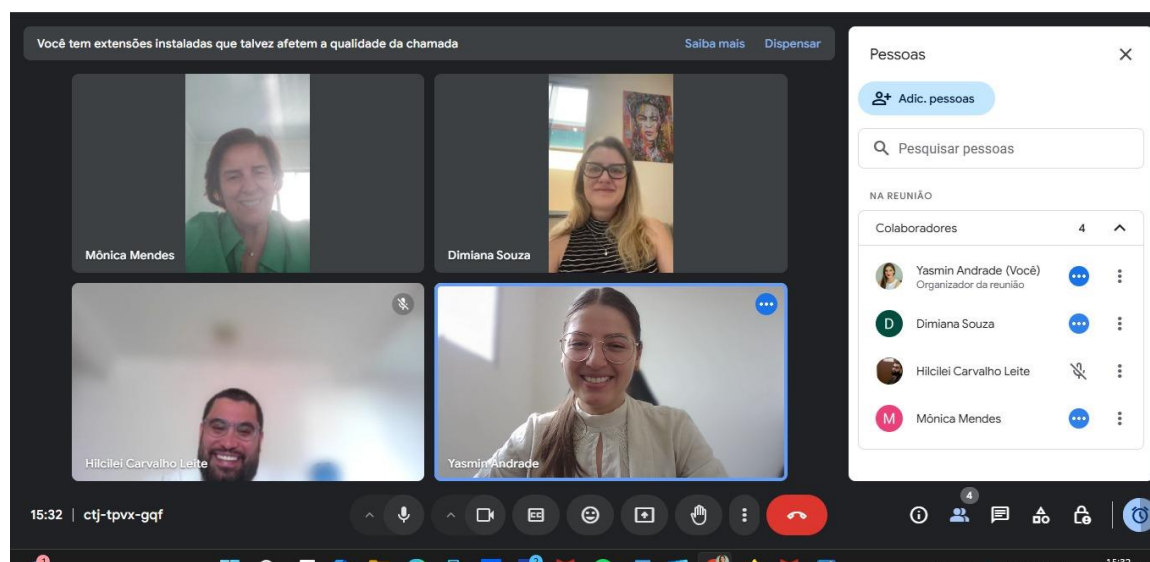 Você tem extensões instaladas que talvez afetem a qualidade da chamada Saiba mais Dispensar
Mônica Mendes
Dimiana Souza
Hilcilei Carvalho Leite
Yasmin Andrade
Pessoas
Adic. pessoas
Pesquisar pessoas
NA REUNIÃO
Colaboradores 4
Yasmin Andrade (Você)
Organizador da reunião
D Dimiana Souza
Hilcilei Carvalho Leite
M Mônica Mendes
15:32 | ctj-tpvx-gqf
4
15:32